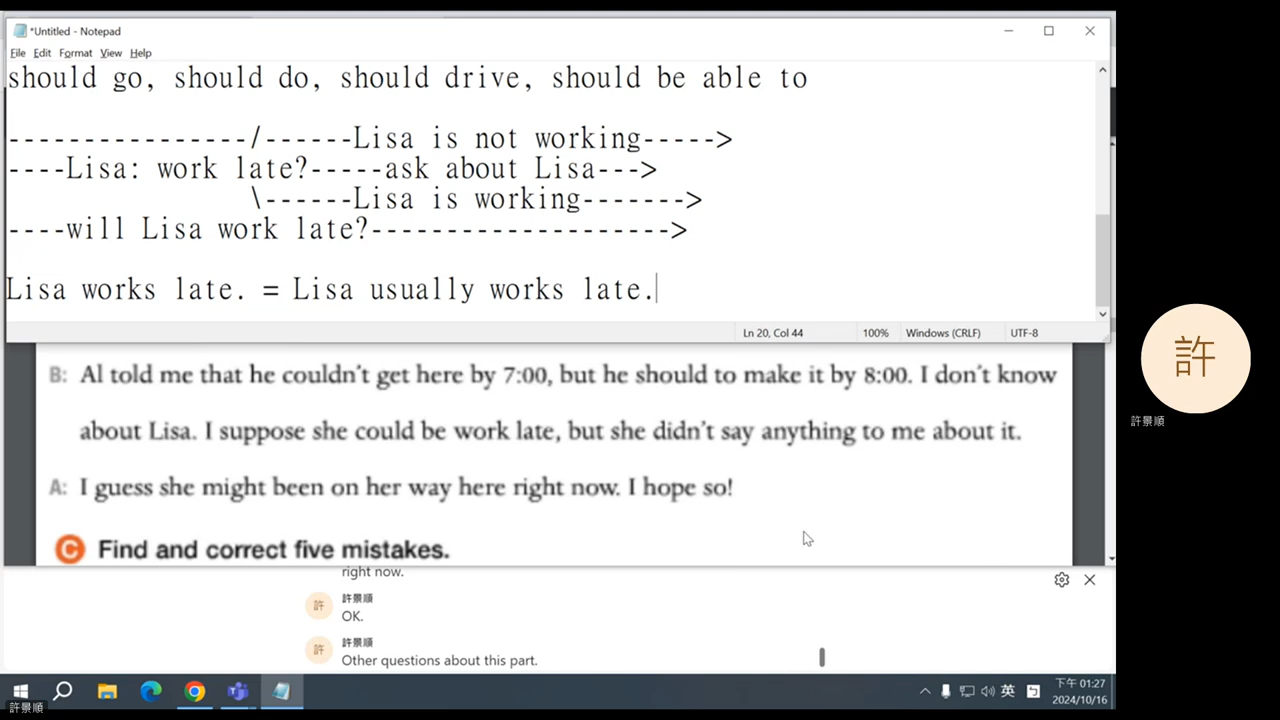 *Untitled - Notepad
File Edit Format View Help
should go, should do, should drive, should be able to
----------------/------Lisa is not working----->
----Lisa: work late?-----ask about Lisa--->
\------Lisa is working------->
----will Lisa work late?-------------------->
Lisa works late. = Lisa usually works late.
Ln 20, Col 44 100% Windows (CRLF) UTF-8
B: Al told me that he couldn't get here by 7:00, but he should to make it by 8:00. I don't know
about Lisa. I suppose she could be work late, but she didn't say anything to me about it.
A: I guess she might been on her way here right now. I hope so!
C Find and correct five mistakes.
right now.
許 許景順
OK.
許 許景順
Other questions about this part.
許
許景順
英 ㄅ 下午 01:27
2024/10/16
許景順